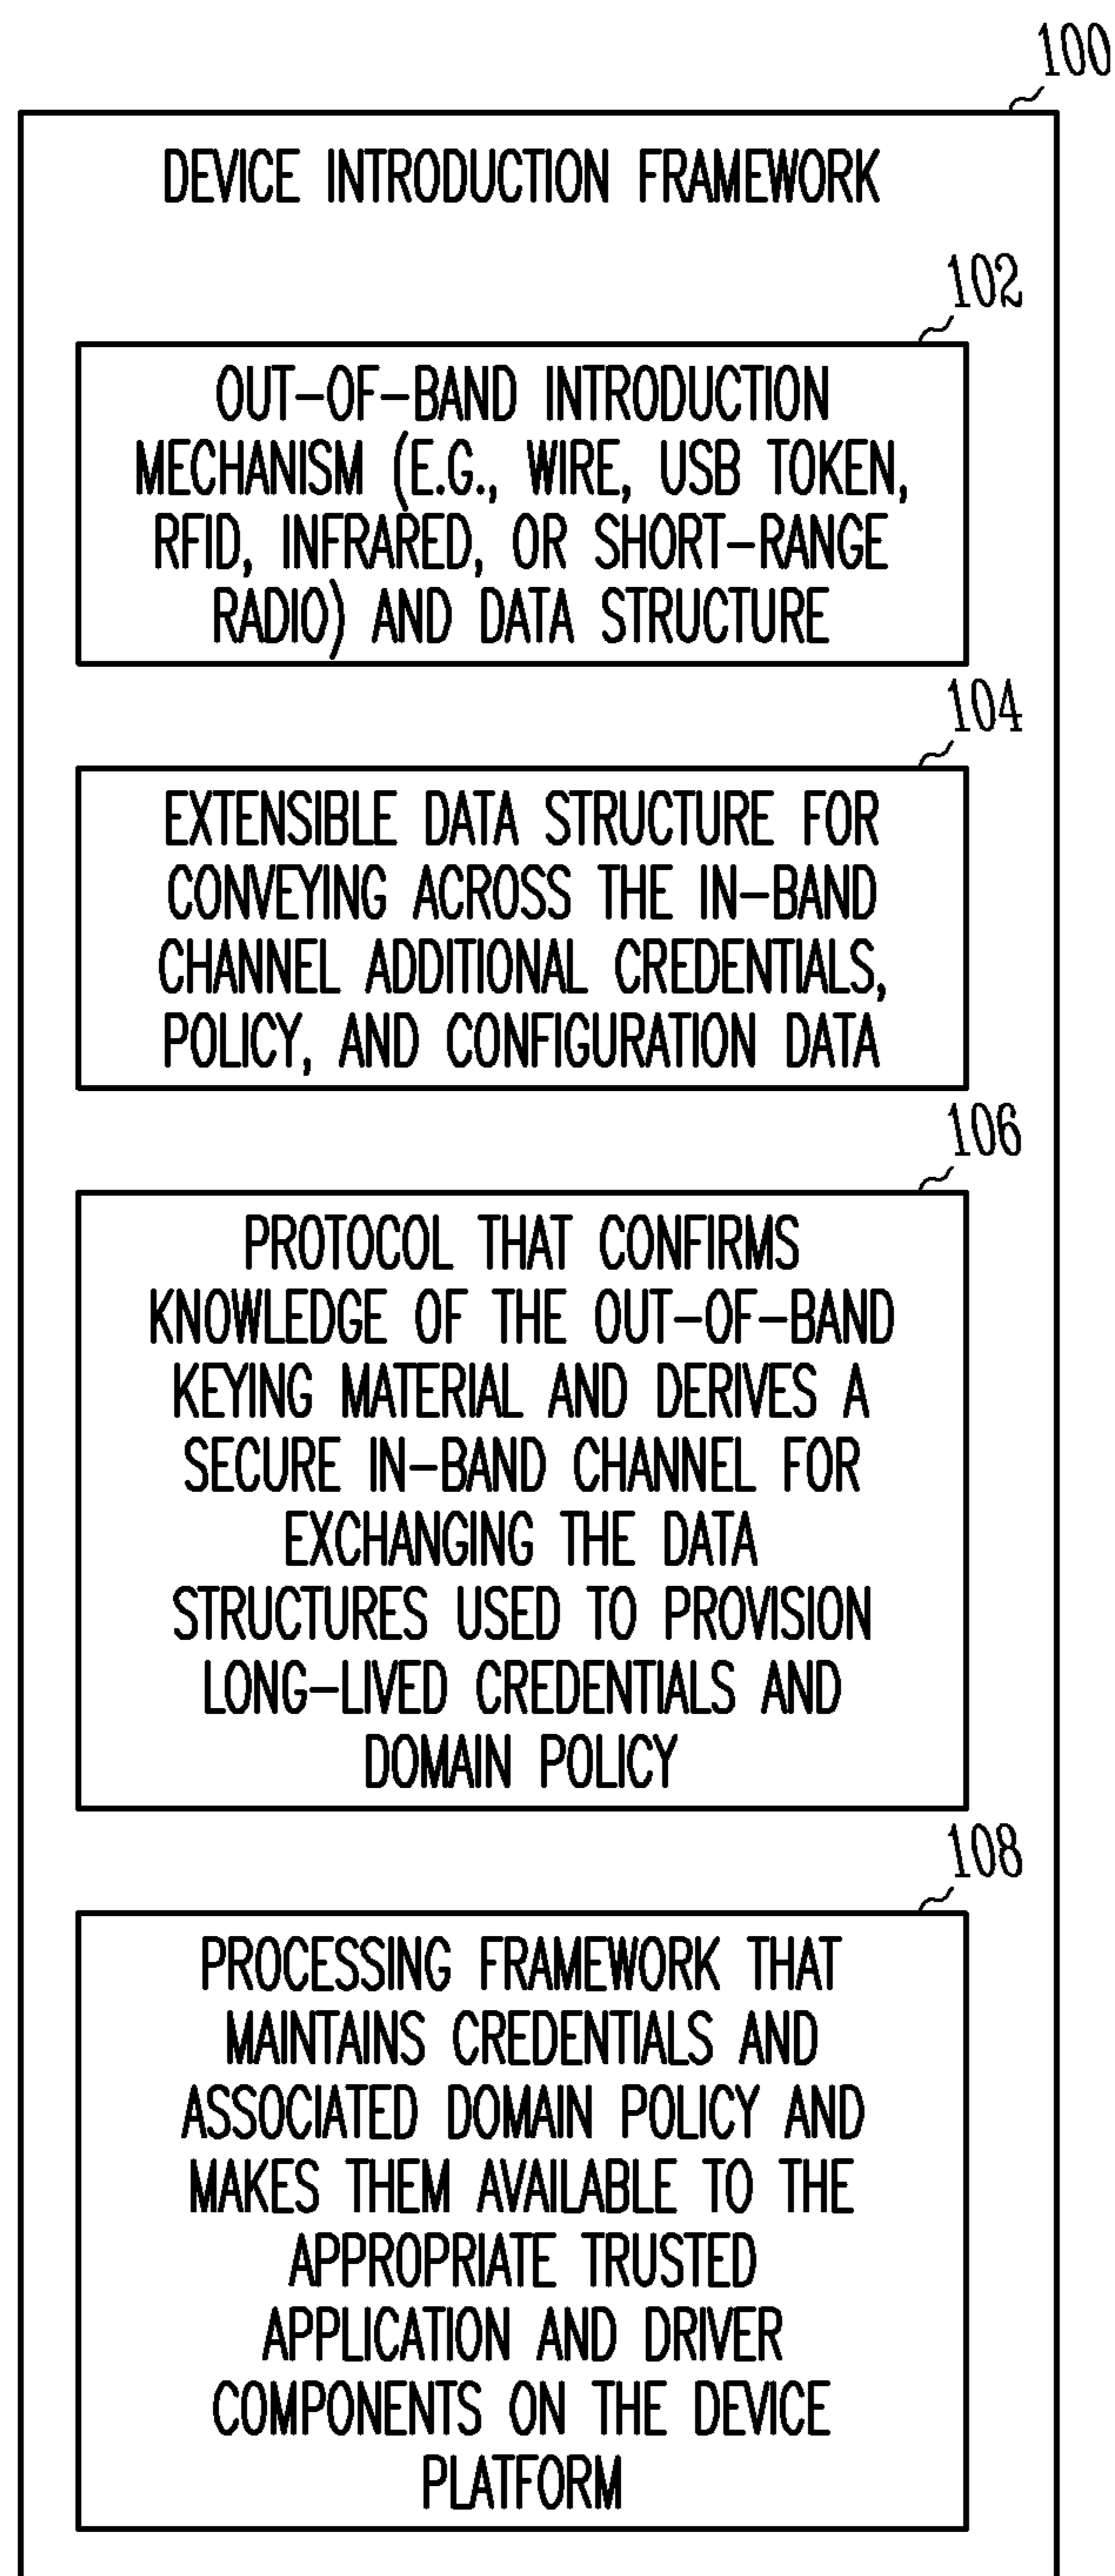 100
DEVICE INTRODUCTION FRAMEWORK
102
OUT-OF-BAND INTRODUCTION
MECHANISM (E.G., WIRE, USB TOKEN,
RFID, INFRARED, OR SHORT-RANGE
RADIO) AND DATA STRUCTURE
104
EXTENSIBLE DATA STRUCTURE FOR
CONVEYING ACROSS THE IN-BAND
CHANNEL ADDITIONAL CREDENTIALS,
POLICY, AND CONFIGURATION DATA
106
PROTOCOL THAT CONFIRMS
KNOWLEDGE OF THE OUT-OF-BAND
KEYING MATERIAL AND DERIVES A
SECURE IN-BAND CHANNEL FOR
EXCHANGING THE DATA
STRUCTURES USED TO PROVISION
LONG-LIVED CREDENTIALS AND
DOMAIN POLICY
108
PROCESSING FRAMEWORK THAT
MAINTAINS CREDENTIALS AND
ASSOCIATED DOMAIN POLICY AND
MAKES THEM AVAILABLE TO THE
APPROPRIATE TRUSTED
APPLICATION AND DRIVER
COMPONENTS ON THE DEVICE
PLATFORM